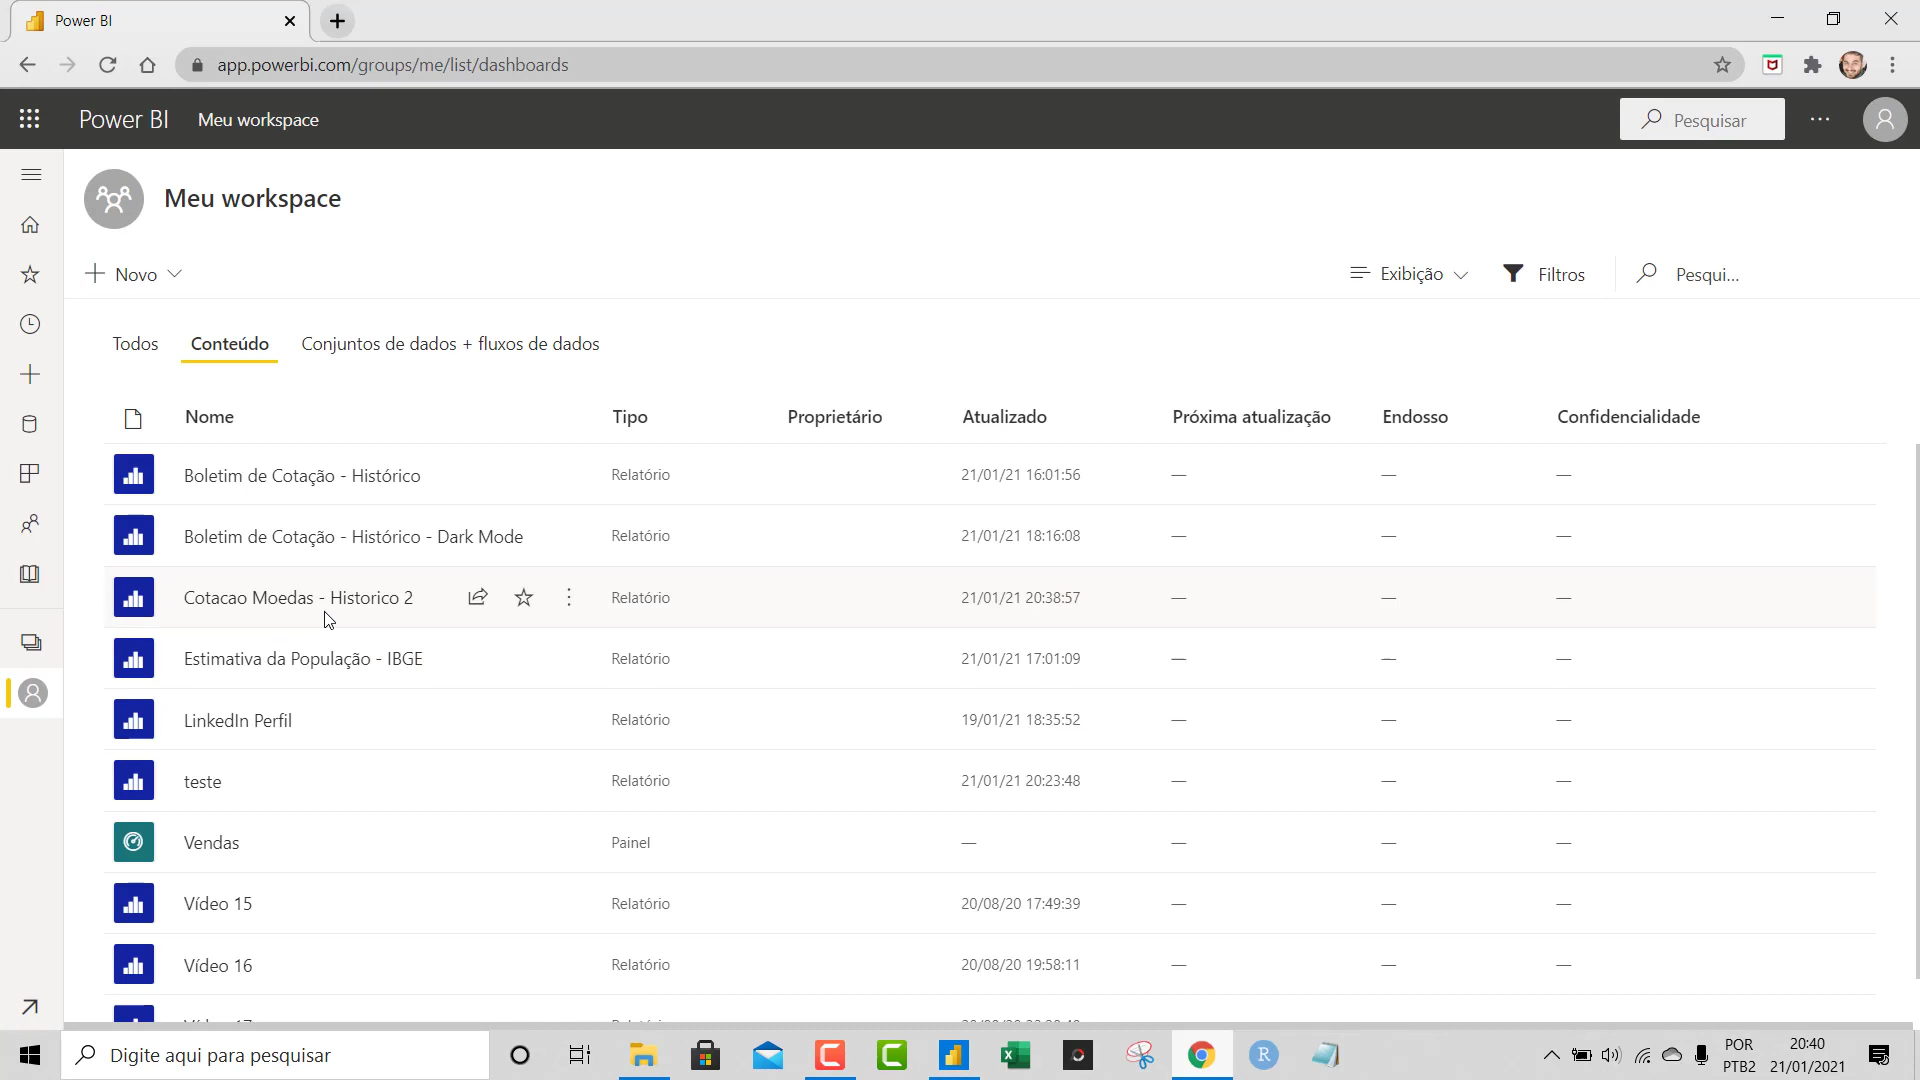 Power BI
app.powerbi.com/groups/me/list/dashboards
Power BI Meu workspace Pesquisar
Meu workspace
Novo Exibição Filtros Pesqui...
Todos Conteúdo Conjuntos de dados + fluxos de dados
Nome Tipo Proprietário Atualizado Próxima atualização Endosso Confidencialidade
Boletim de Cotação - Histórico Relatório 21/01/21 16:01:56 — — —
Boletim de Cotação - Histórico - Dark Mode Relatório 21/01/21 18:16:08 — — —
Cotacao Moedas - Historico 2 Relatório 21/01/21 20:38:57 — — —
Estimativa da População - IBGE Relatório 21/01/21 17:01:09 — — —
LinkedIn Perfil Relatório 19/01/21 18:35:52 — — —
teste Relatório 21/01/21 20:23:48 — — —
Vendas Painel — — — —
Vídeo 15 Relatório 20/08/20 17:49:39 — — —
Vídeo 16 Relatório 20/08/20 19:58:11 — — —
Digite aqui para pesquisar
POR 20:40
PTB2 21/01/2021